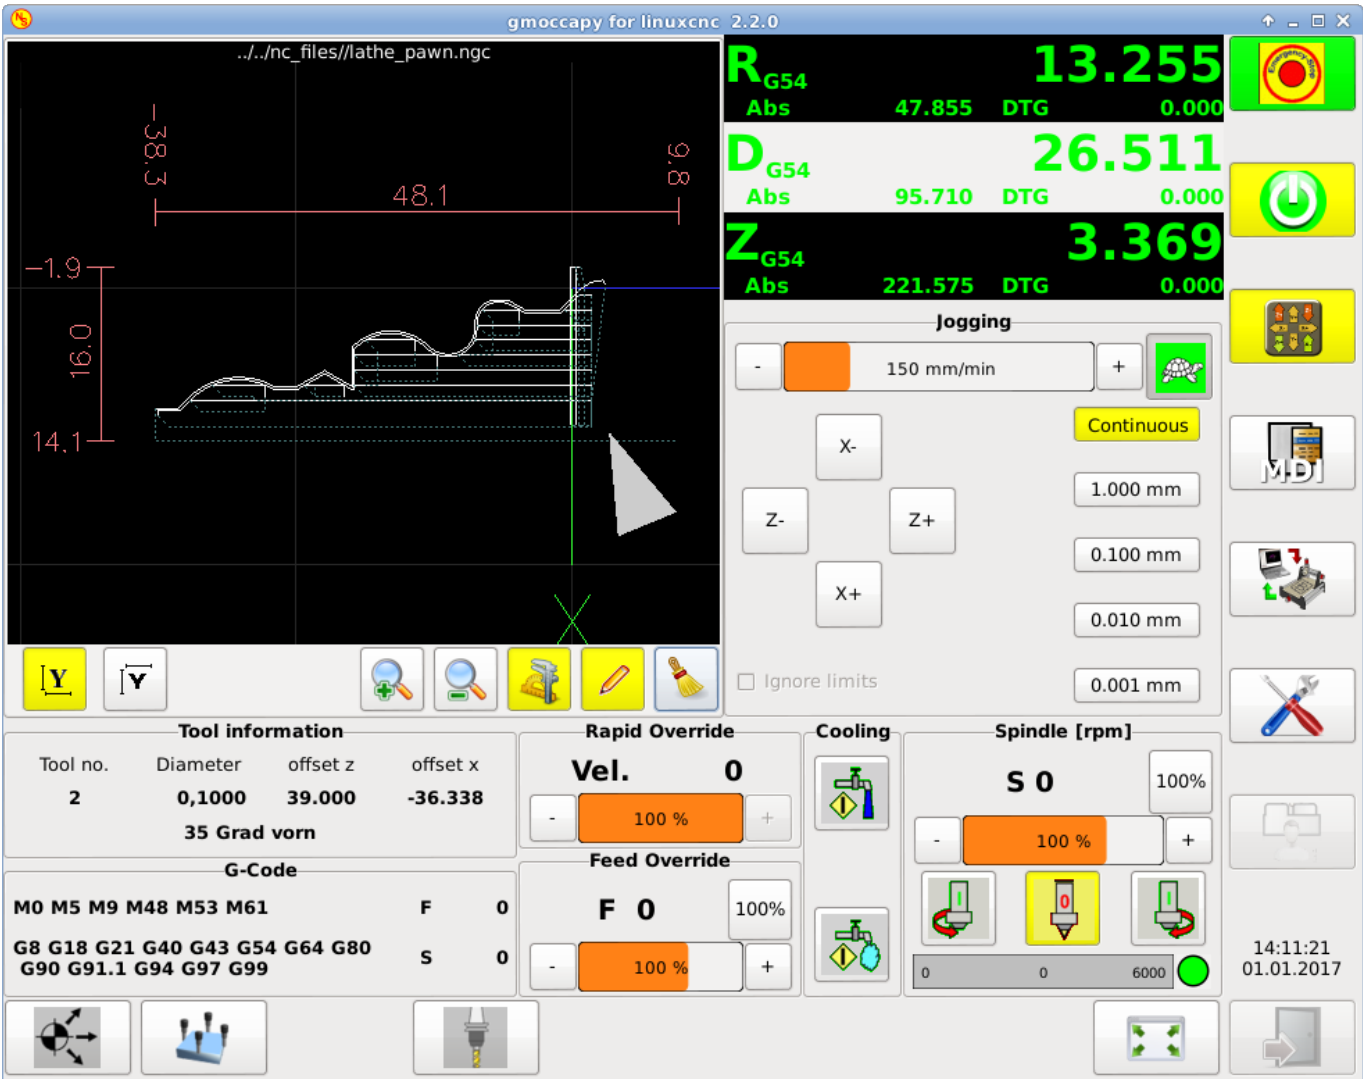 gmoccapy for linuxcnc 2.2.0
../../nc_files//lathe_pawn.ngc
-38.3
9.8
48.1
-1.9
16.0
14.1
R G54 13.255
Abs 47.855 DTG 0.000
D G54 26.511
Abs 95.710 DTG 0.000
Z G54 3.369
Abs 221.575 DTG 0.000
Emergency-Stop
Jogging
- 150 mm/min +
Continuous
X-
1.000 mm
Z- Z+
0.100 mm
X+
0.010 mm
Ignore limits
0.001 mm
MDI
Y Y
Tool information
Tool no. Diameter offset z offset x
2 0,1000 39.000 -36.338
35 Grad vorn
G-Code
M0 M5 M9 M48 M53 M61 F 0
G8 G18 G21 G40 G43 G54 G64 G80
G90 G91.1 G94 G97 G99
S 0
Rapid Override
Vel. 0
- 100 % +
Feed Override
F 0 100%
- 100 % +
Cooling
Spindle [rpm]
S 0 100%
- 100 % +
I 0 I
0 0 6000
14:11:21
01.01.2017